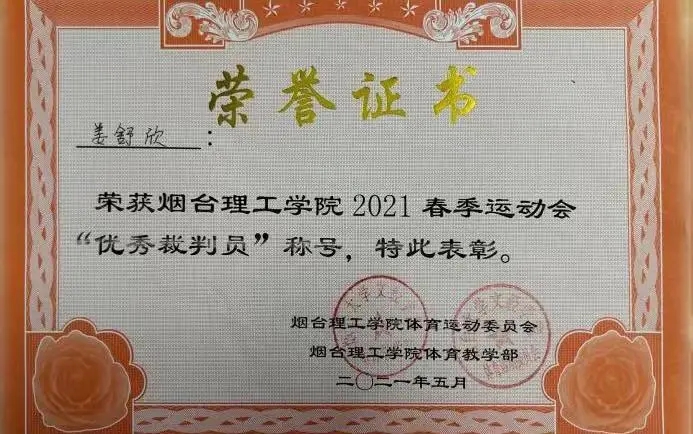 荣誉证书
姜舒欣：
荣获烟台理工学院2021春季运动会
“优秀裁判员”称号，特此表彰。
烟台理工学院体育运动委员会
烟台理工学院体育教学部
二〇二一年五月